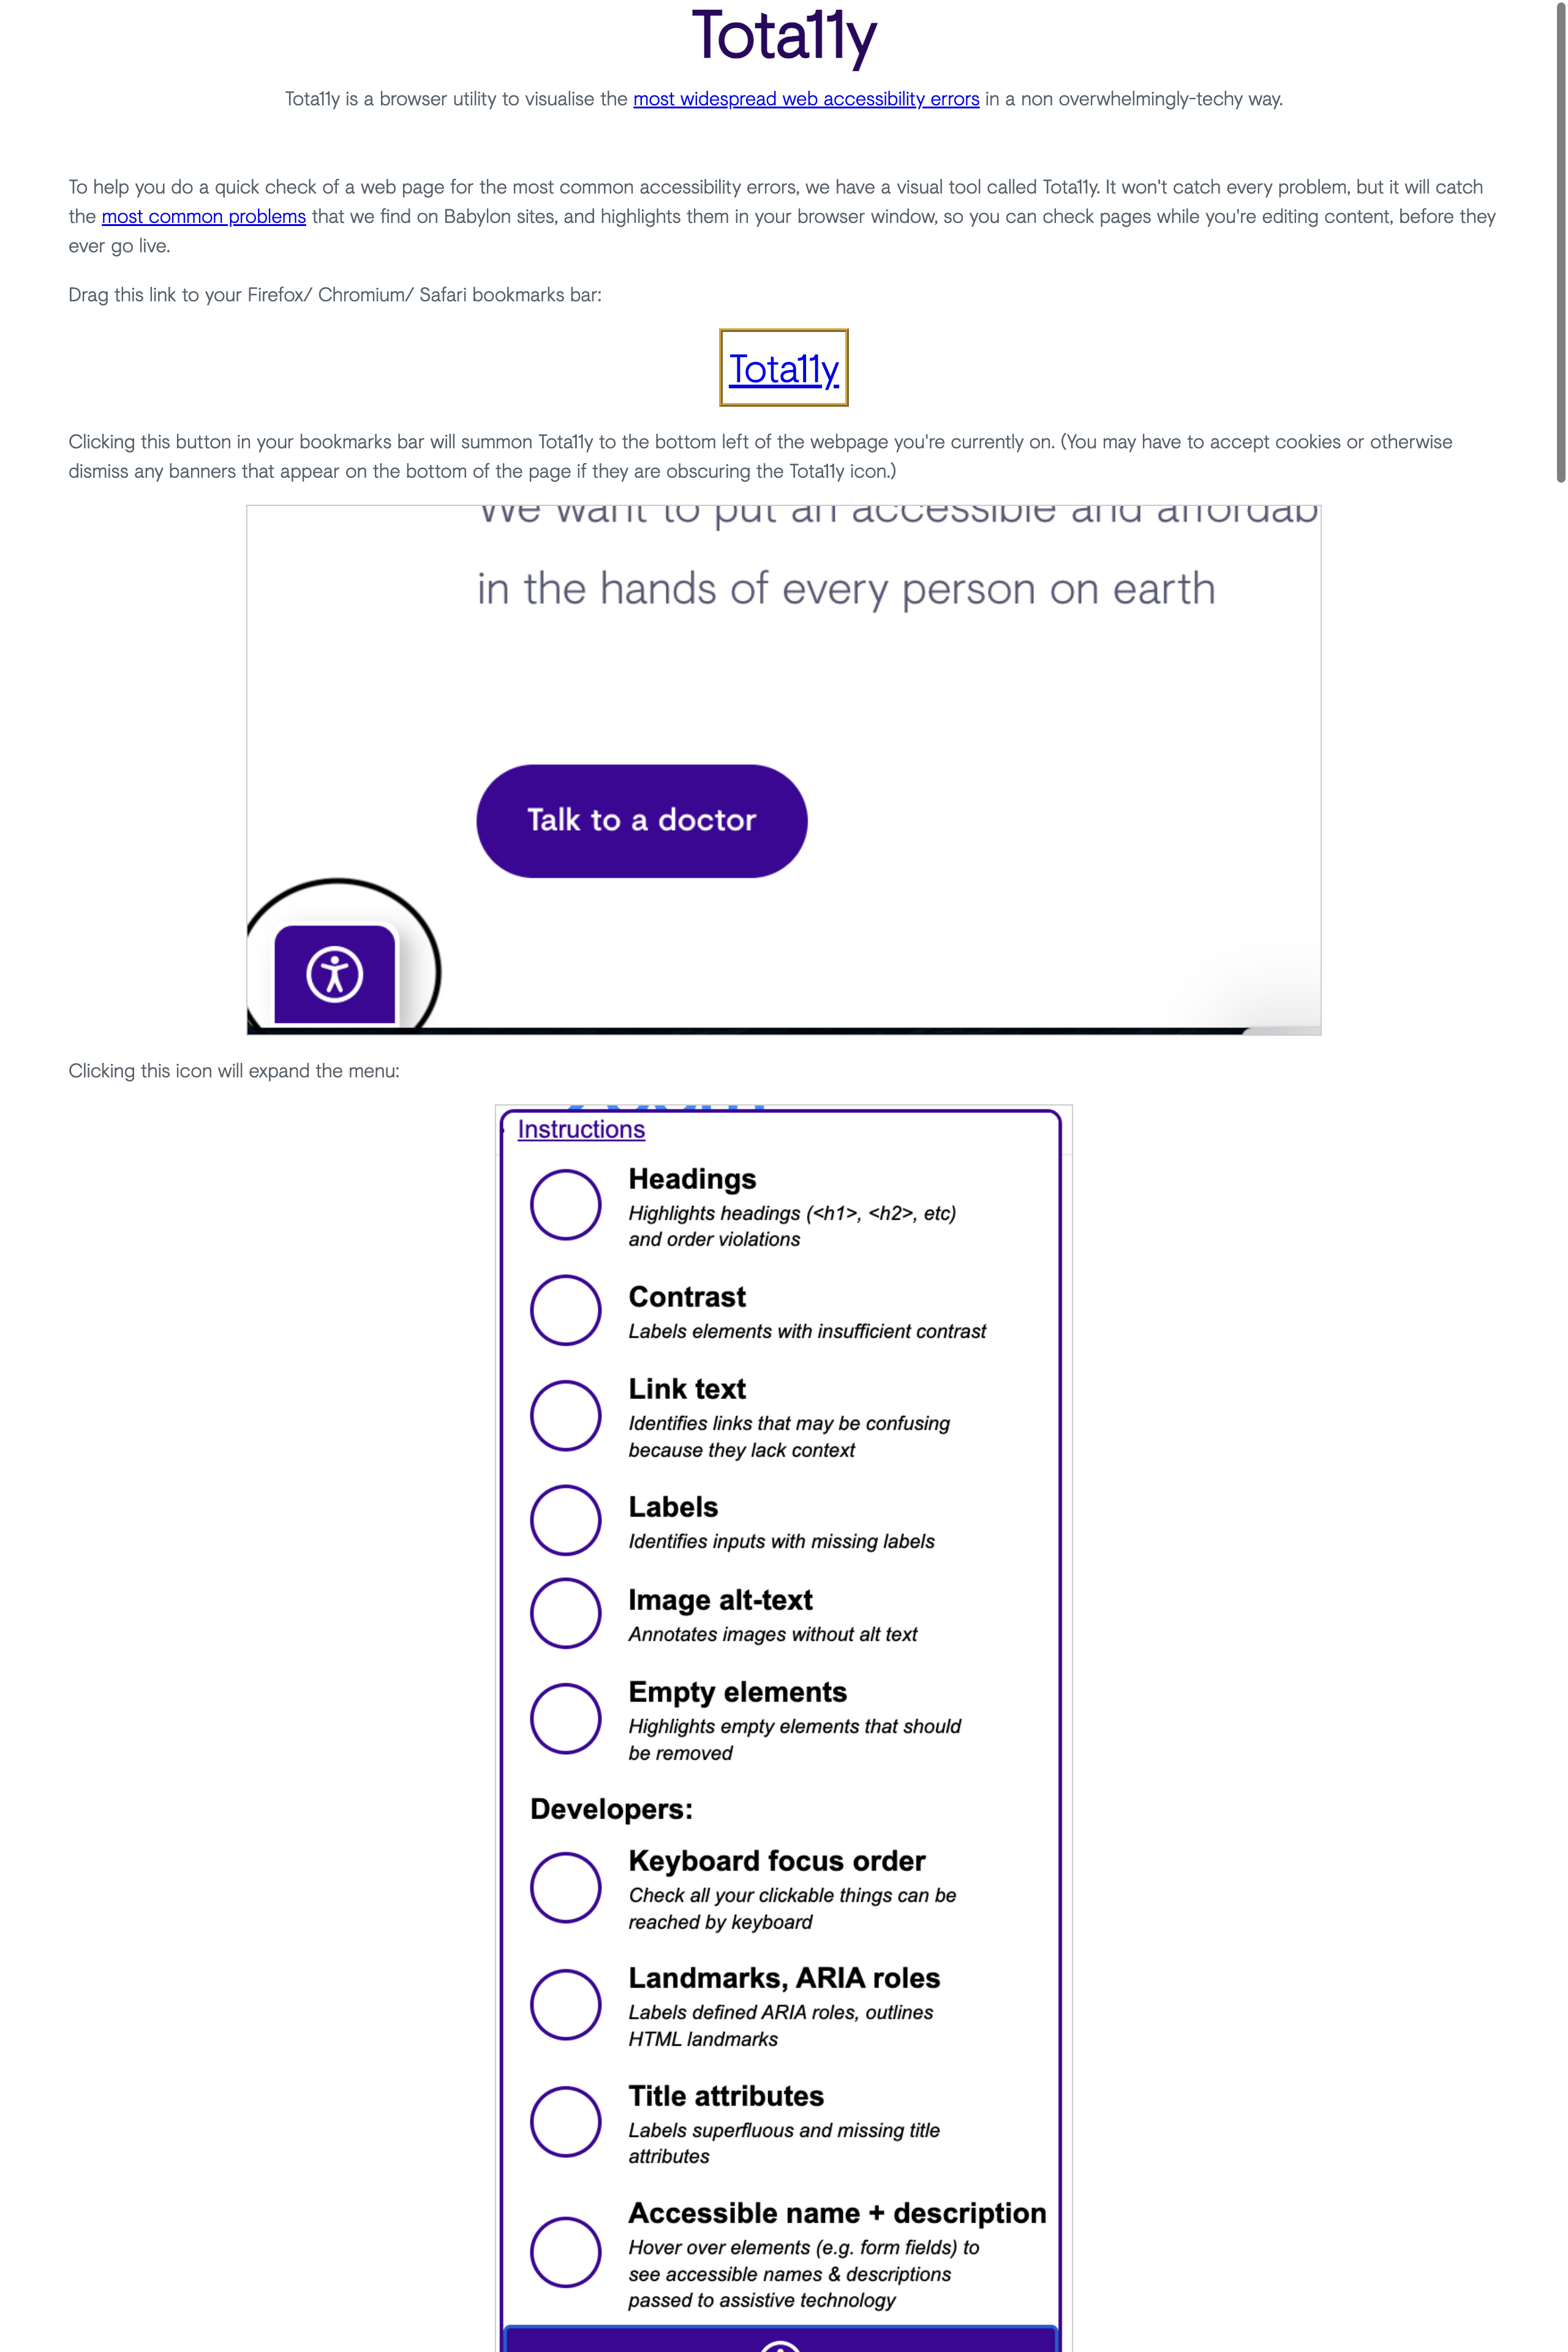 Tota11y
Tota11y is a browser utility to visualise the most widespread web accessibility errors in a non overwhelmingly-techy way.
To help you do a quick check of a web page for the most common accessibility errors, we have a visual tool called Tota11y. It won't catch every problem, but it will catch
the most common problems that we find on Babylon sites, and highlights them in your browser window, so you can check pages while you're editing content, before they
ever go live.
Drag this link to your Firefox/ Chromium/ Safari bookmarks bar:
Tota11y
Clicking this button in your bookmarks bar will summon Tota11y to the bottom left of the webpage you're currently on. (You may have to accept cookies or otherwise
dismiss any banners that appear on the bottom of the page if they are obscuring the Tota11y icon.)
We want to put an accessible and affordab
in the hands of every person on earth
Talk to a doctor
Clicking this icon will expand the menu:
Instructions
Headings
Highlights headings (<h1>, <h2>, etc)
and order violations
Contrast
Labels elements with insufficient contrast
Link text
Identifies links that may be confusing
because they lack context
Labels
Identifies inputs with missing labels
Image alt-text
Annotates images without alt text
Empty elements
Highlights empty elements that should
be removed
Developers:
Keyboard focus order
Check all your clickable things can be
reached by keyboard
Landmarks, ARIA roles
Labels defined ARIA roles, outlines
HTML landmarks
Title attributes
Labels superfluous and missing title
attributes
Accessible name + description
Hover over elements (e.g. form fields) to
see accessible names & descriptions
passed to assistive technology